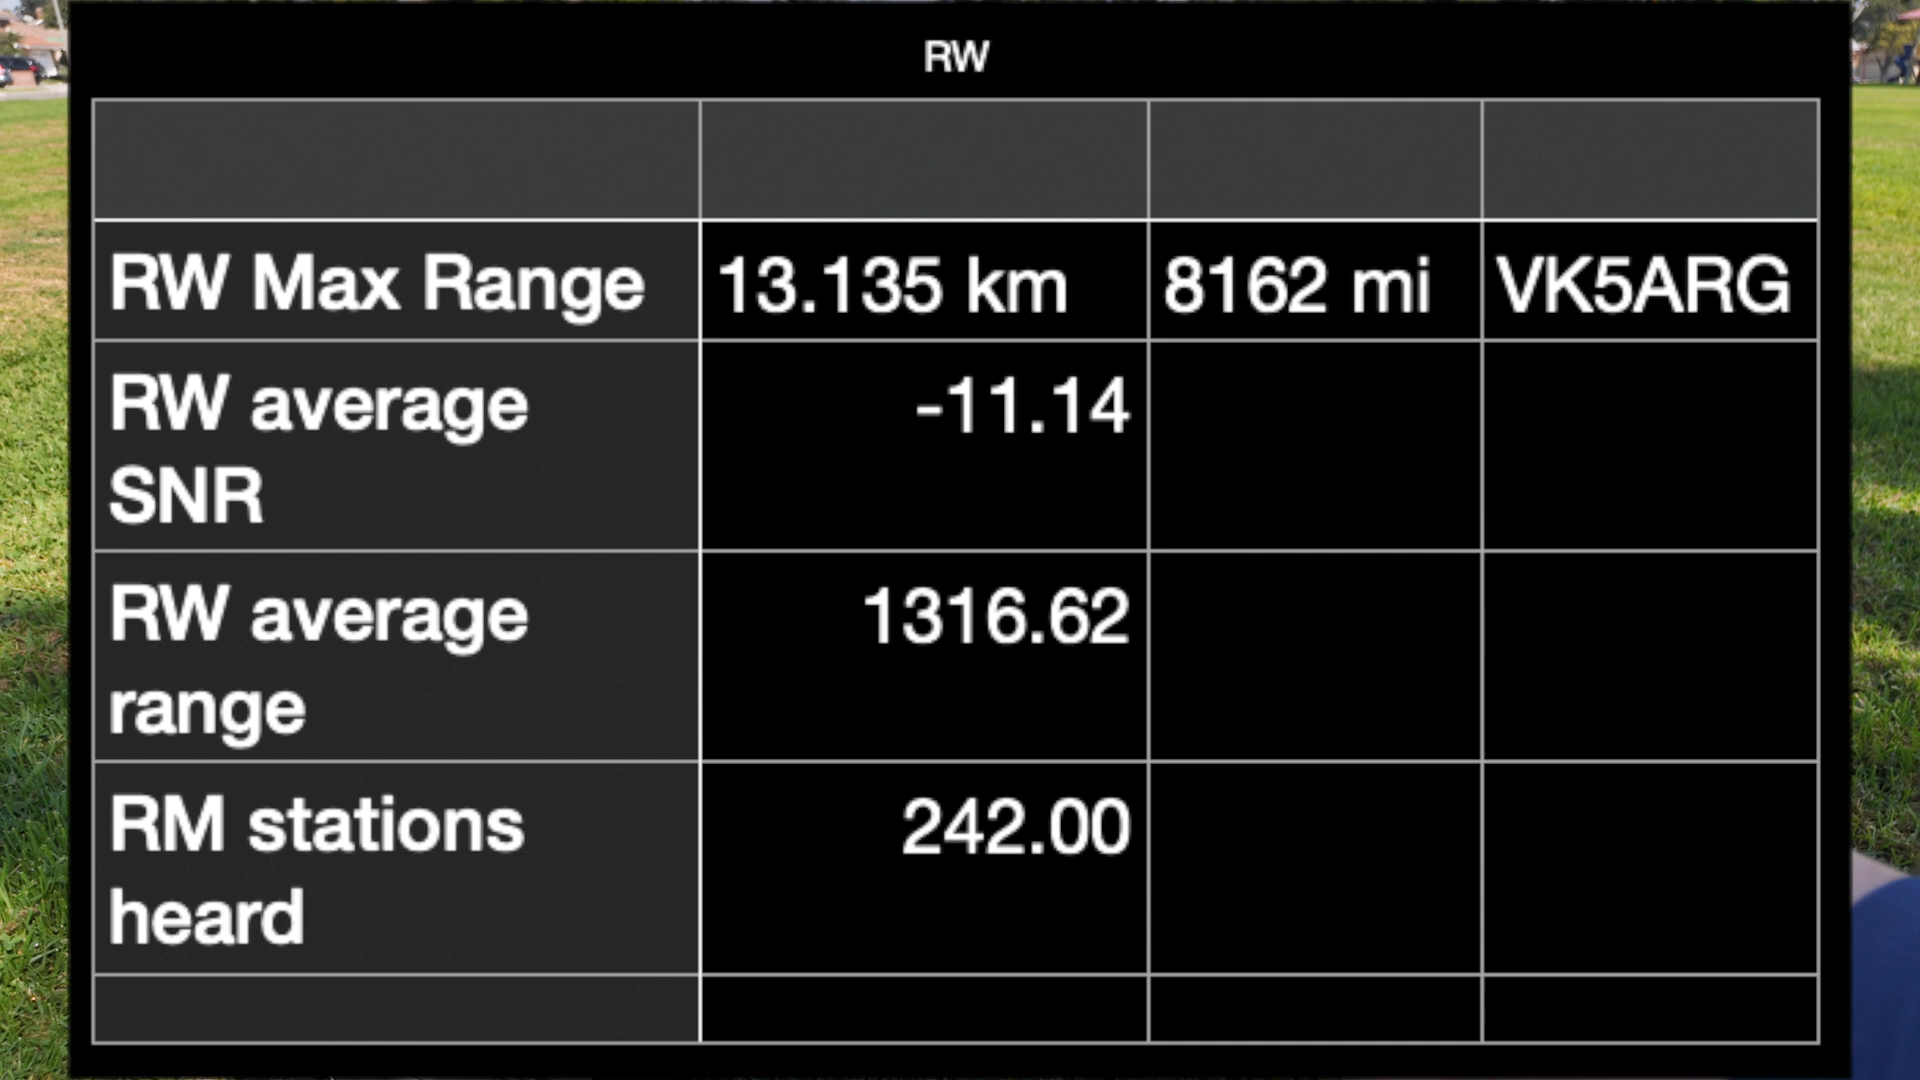 RW
RW Max Range 13.135 km 8162 mi VK5ARG
RW average -11.14
SNR
RW average 1316.62
range
RM stations 242.00
heard